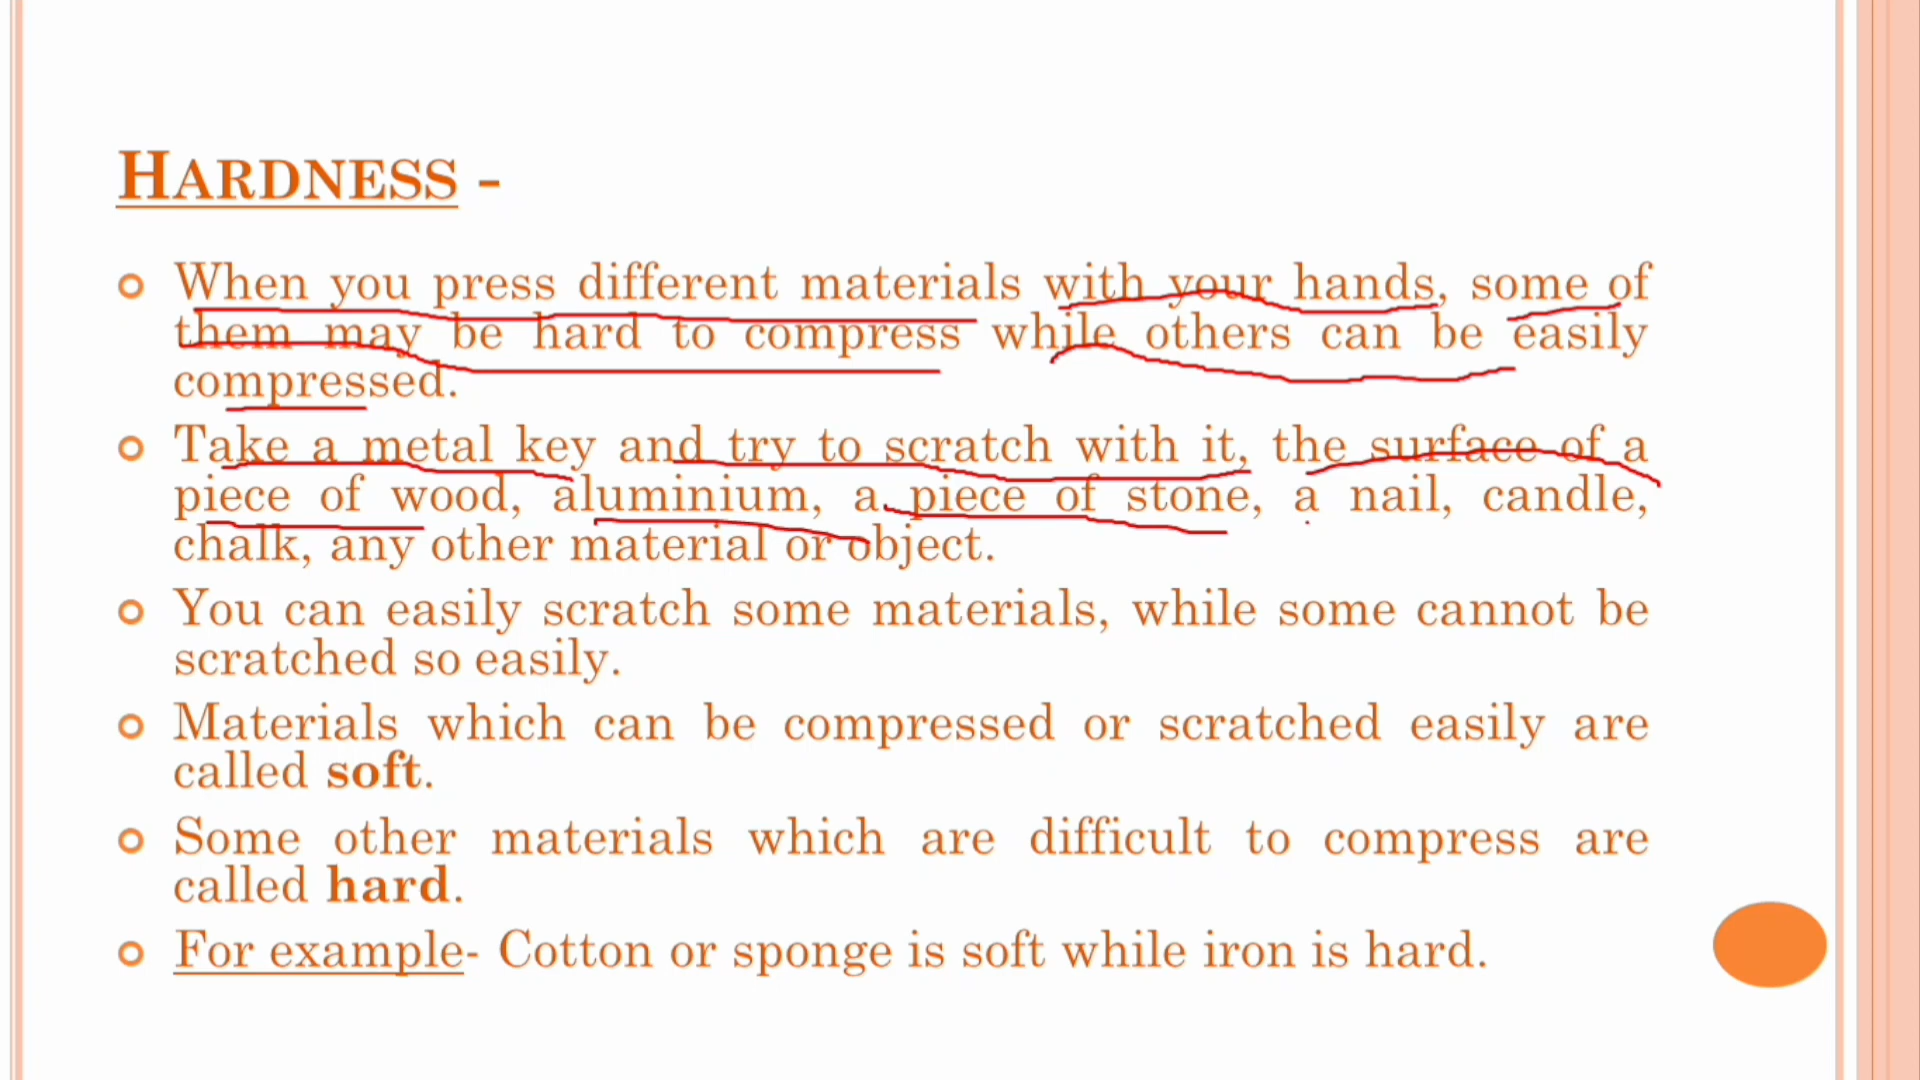 HARDNESS -
When you press different materials with your hands, some of
them may be hard to compress while others can be easily
compressed.
Take a metal key and try to scratch with it, the surface of a
piece of wood, aluminium, a piece of stone, a nail, candle,
chalk, any other material or object.
You can easily scratch some materials, while some cannot be
scratched so easily.
Materials which can be compressed or scratched easily are
called soft.
Some other materials which are difficult to compress are
called hard.
For example- Cotton or sponge is soft while iron is hard.